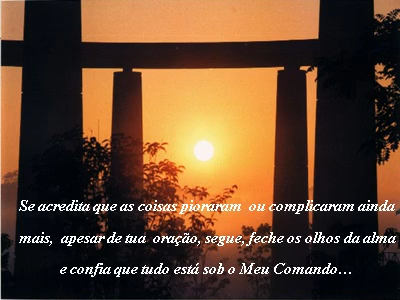 Se acredita que as coisas pioraram ou complicaram ainda
mais, apesar de tua oração, segue, feche os olhos da alma
e confia que tudo está sob o Meu Comando…